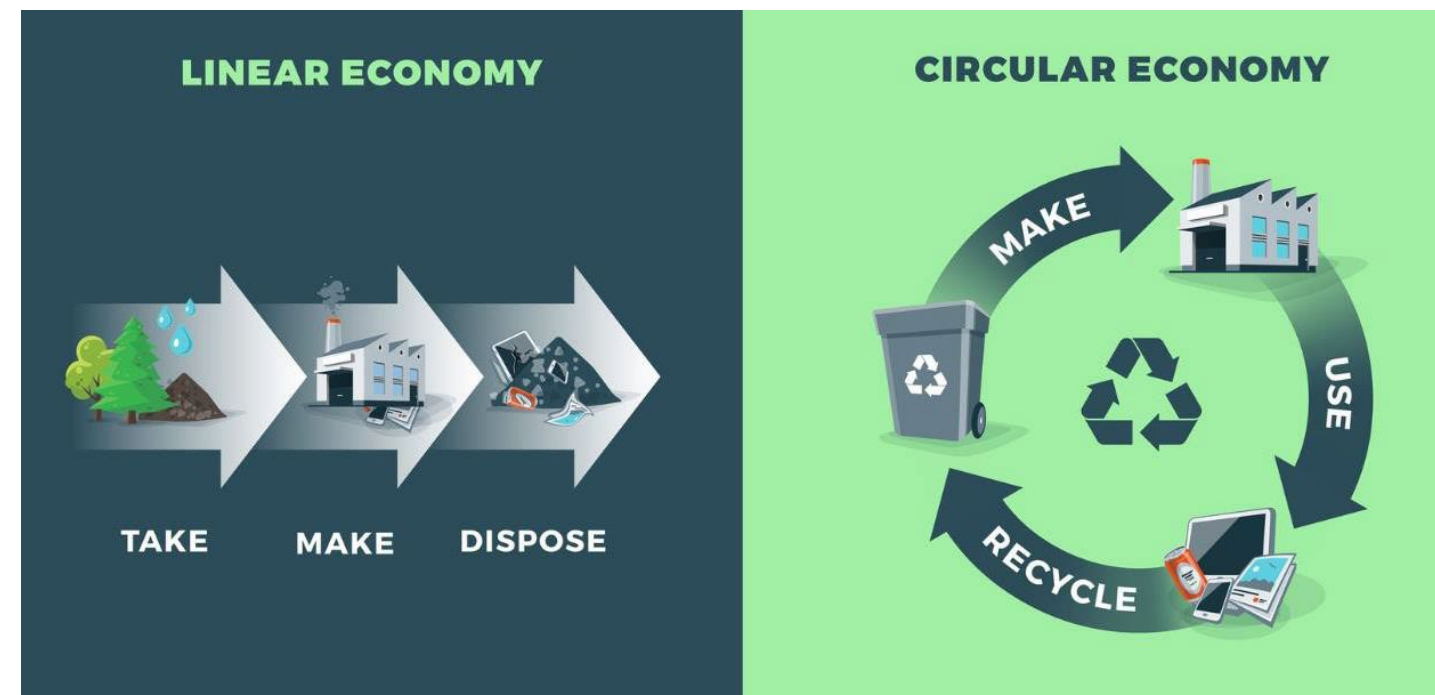 LINEAR ECONOMY
TAKE
MAKE
DISPOSE
CIRCULAR ECONOMY
MAKE
USE
RECYCLE